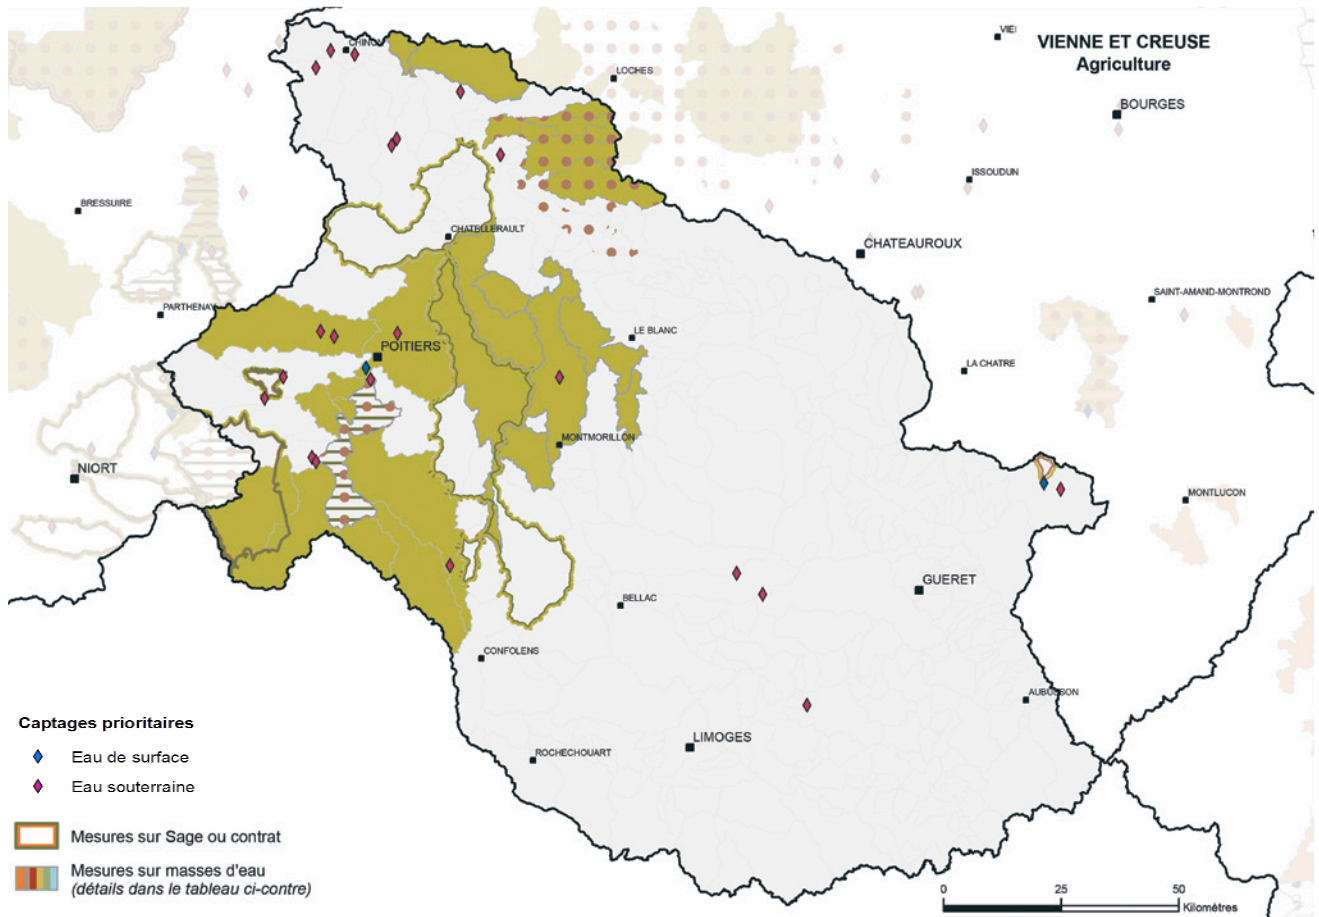 VIENNE ET CREUSE
Agriculture
CHINON
LOCHES
BOURGES
ISSOUDUN
BRESSUIRE
CHATELLERAULT
CHATEAUROUX
SAINT-AMAND-MONTROND
PARTHENAY
LE BLANC
POITIERS
LA CHATRE
MONTMORILLON
NIORT
MONTLUCON
GUERET
BELLAC
CONFOLENS
AUBUSSON
LIMOGES
ROCHECHOUART
Captages prioritaires
Eau de surface
Eau souterraine
Mesures sur Sage ou contrat
Mesures sur masses d'eau
(détails dans le tableau ci-contre)
0 25 50
Kilomètres